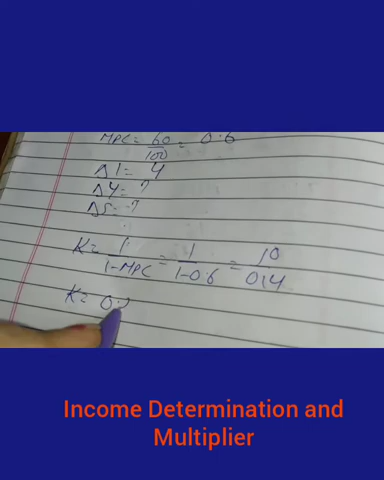 MPC = 60/100 = 0.6
ΔI = 4
ΔY = ?
ΔS = ?
K = 1/1-MPC = 1/1-0.6 = 10/0.4
K = 0.
Income Determination and
Multiplier